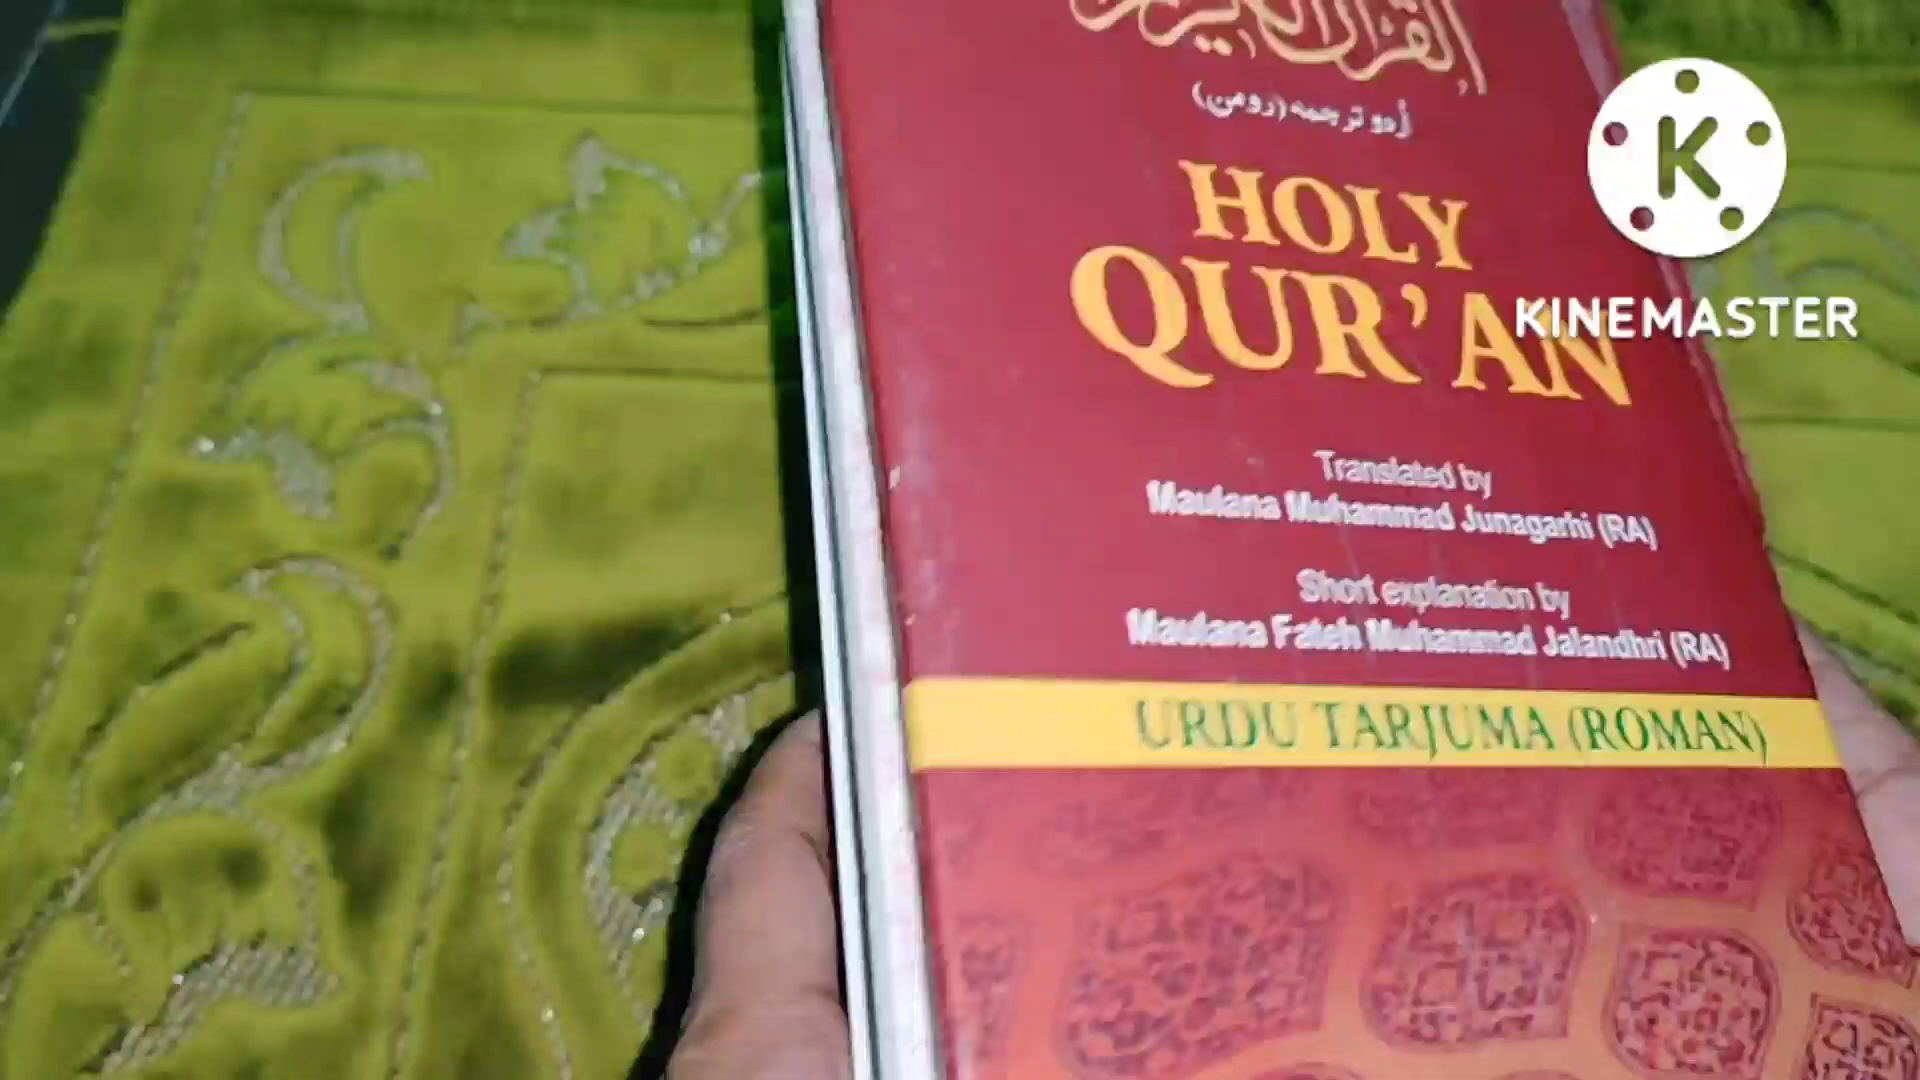 القرآن الكريم
اُردو ترجمہ (رومن)
HOLY
QUR'AN
Translated by
Maulana Muhammad Junagarhi (RA)
Short explanation by
Maulana Fateh Muhammad Jalandhri (RA)
URDU TARJUMA (ROMAN)
K
KINEMASTER